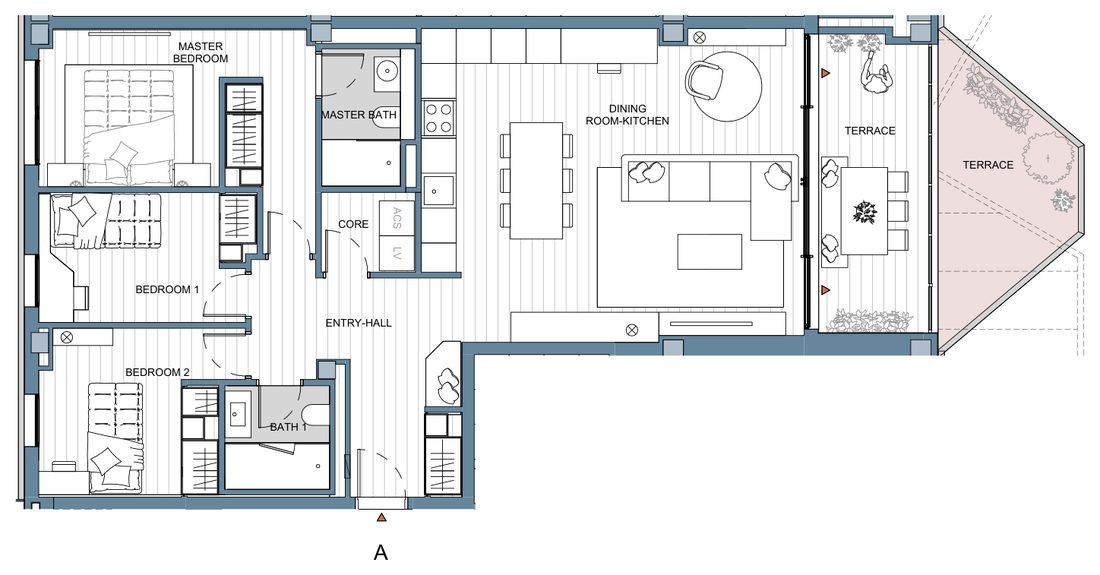 MASTER
BEDROOM
MASTER BATH
DINING
ROOM-KITCHEN
TERRACE
TERRACE
CORE
ACS
LV
BEDROOM 1
ENTRY-HALL
BEDROOM 2
BATH 1
A